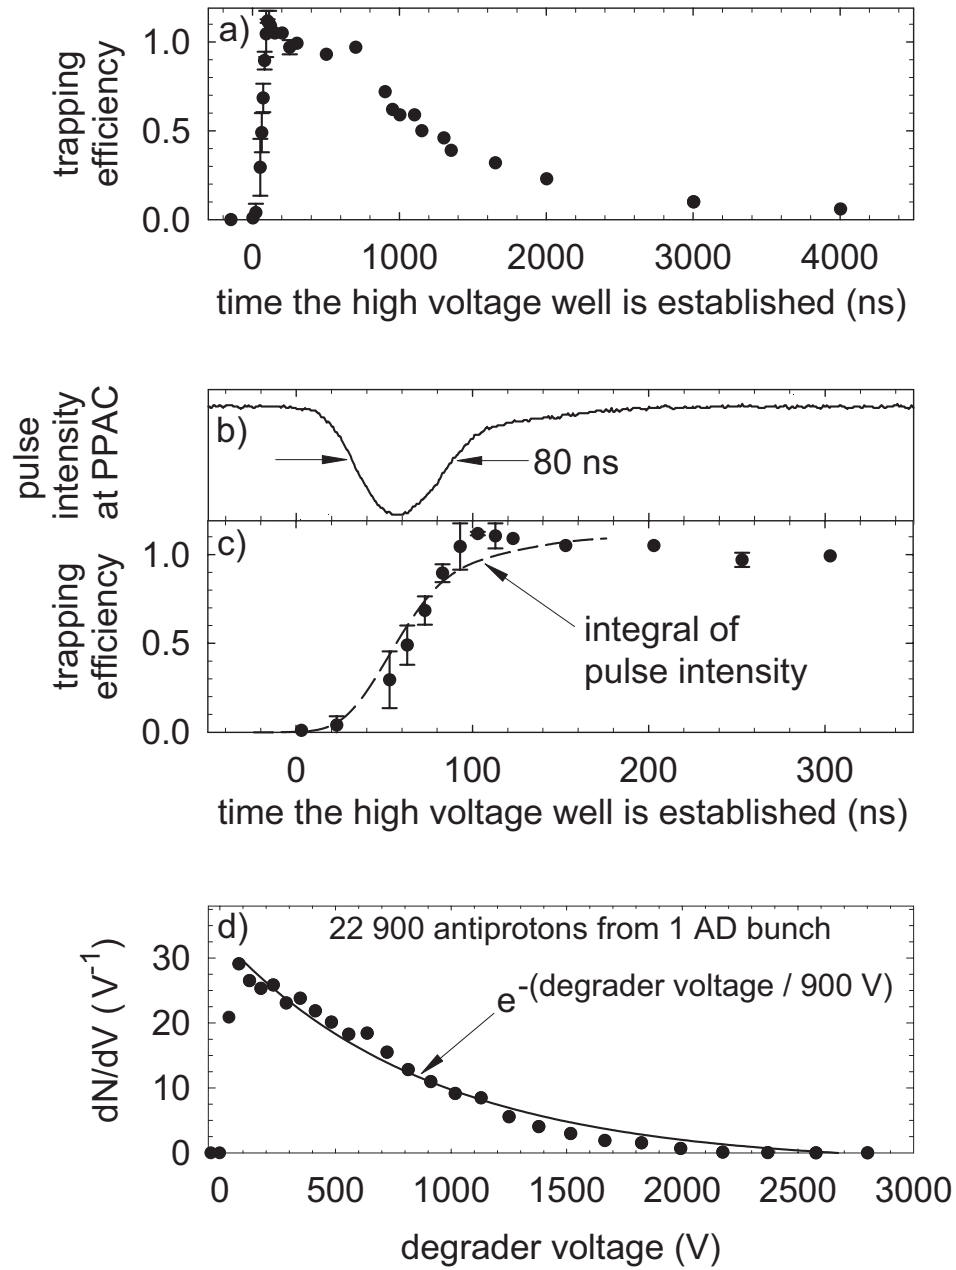 a)
trapping
efficiency
1.0
0.5
0.0
0 1000 2000 3000 4000
time the high voltage well is established (ns)
pulse
intensity
at PPAC
b)
80 ns
c)
trapping
efficiency
1.0
0.5
0.0
integral of
pulse intensity
0 100 200 300
time the high voltage well is established (ns)
d)
22 900 antiprotons from 1 AD bunch
e^-(degrader voltage / 900 V)
dN/dV (V^-1)
30
20
10
0
0 500 1000 1500 2000 2500 3000
degrader voltage (V)